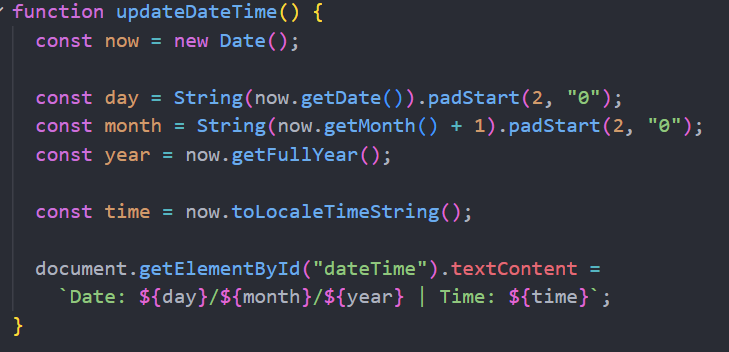 function updateDateTime() {
const now = new Date();
const day = String(now.getDate()).padStart(2, "0");
const month = String(now.getMonth() + 1).padStart(2, "0");
const year = now.getFullYear();
const time = now.toLocaleTimeString();
document.getElementById("dateTime").textContent =
`Date: ${day}/${month}/${year} | Time: ${time}`;
}